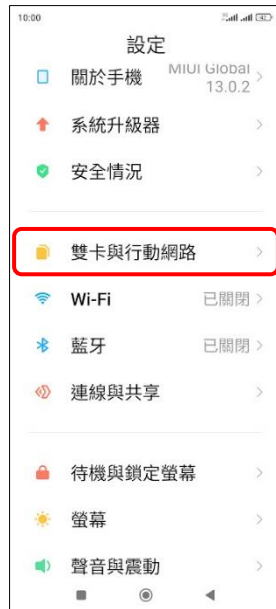 10:00
設定
關於手機 MIUI Global 13.0.2
系統升級器
安全情況
雙卡與行動網路
Wi-Fi 已關閉
藍牙 已關閉
連線與共享
待機與鎖定螢幕
螢幕
聲音與震動